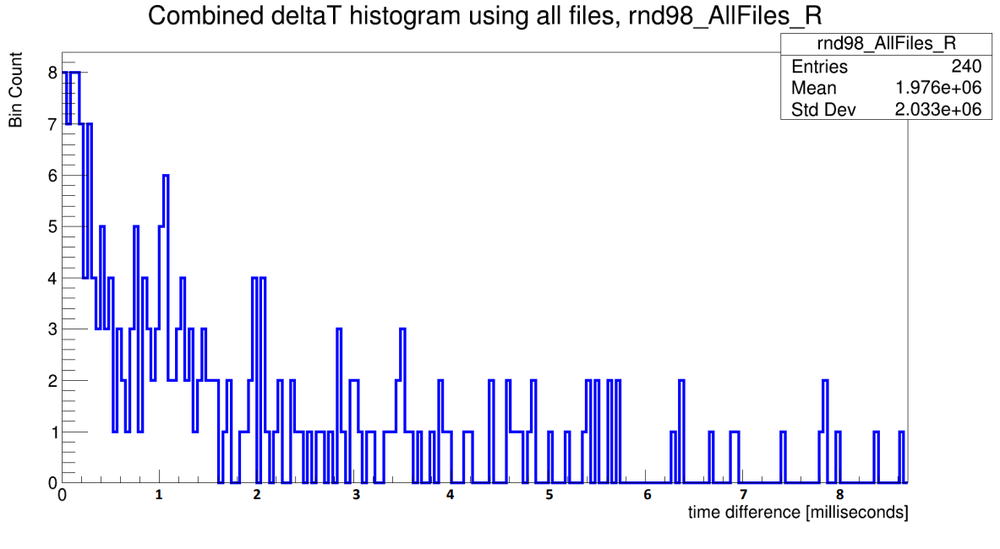 Combined deltaT histogram using all files, rnd98_AllFiles_R
rnd98_AllFiles_R
Entries 240
Mean 1.976e+06
Std Dev 2.033e+06
Bin Count
8
7
6
5
4
3
2
1
0
0 1 2 3 4 5 6 7 8
time difference [milliseconds]